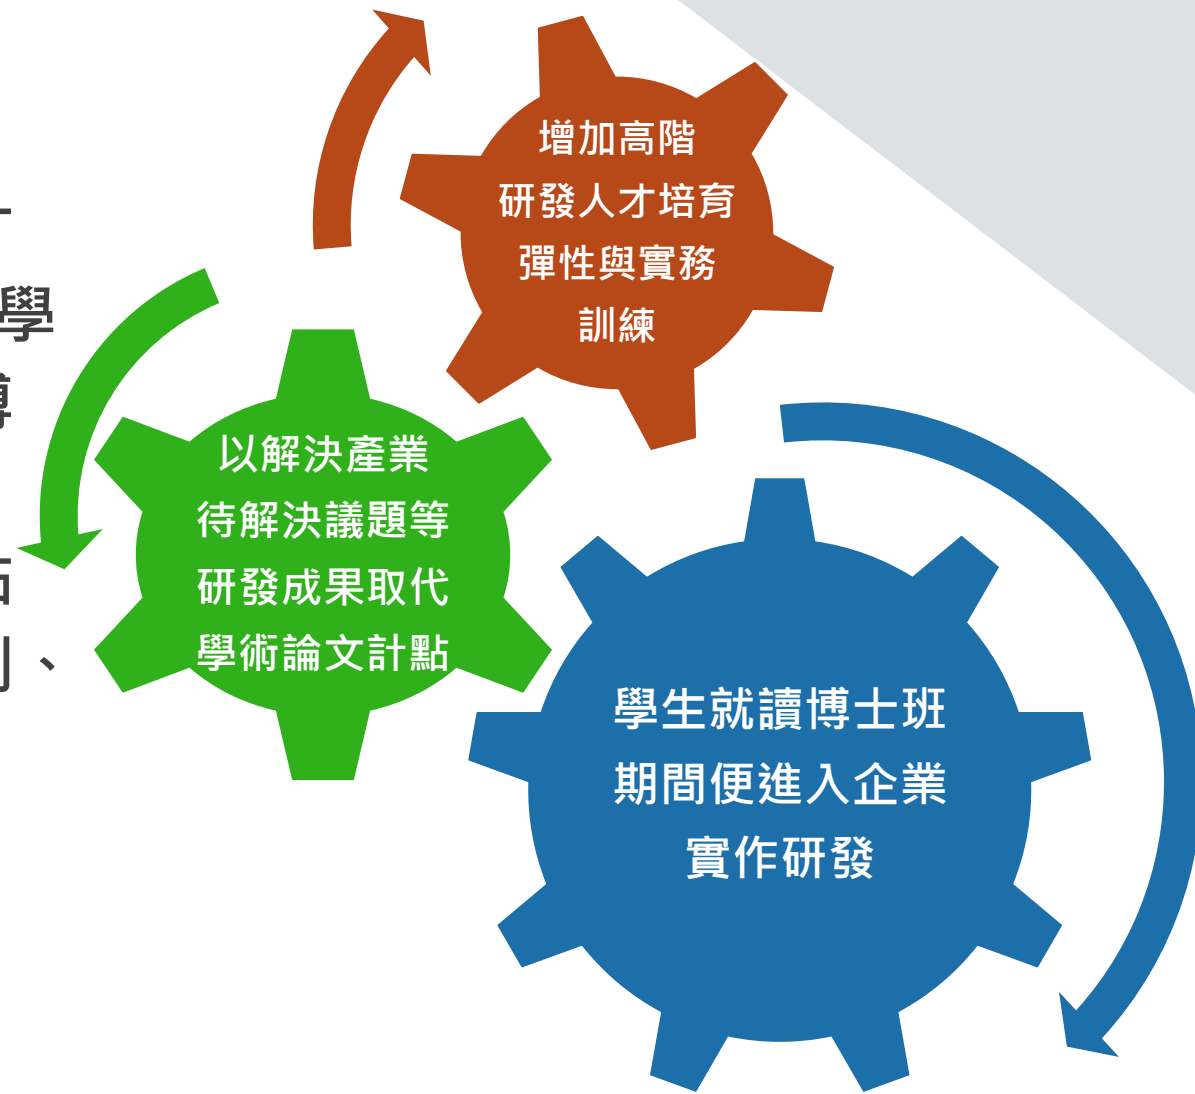 學
增加高階
研發人才培育
彈性與實務
訓練
以解決產業
待解決議題等
研發成果取代
學術論文計點
學生就讀博士班
期間便進入企業
實作研發